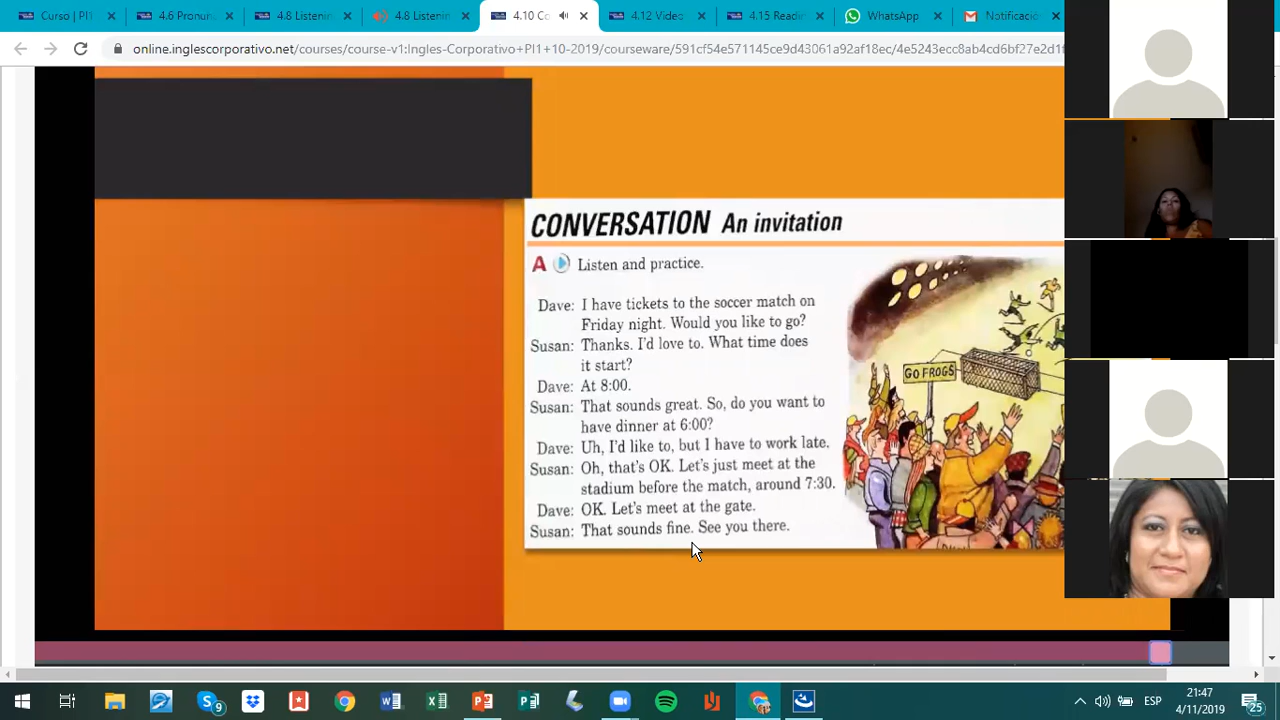 Curso | PI1
4.6 Pronun
4.8 Listenin
4.8 Listenin
4.10 Co
4.12 Video
4.15 Readi
WhatsApp
Notificacio
online.inglescorporativo.net/courses/course-v1:Ingles-Corporativo+PI1+10-2019/courseware/591cf54e571145ce9d43061a92af18ec/4e5243ecc8ab4cd6bf27e2d1f
CONVERSATION An invitation
A Listen and practice.
Dave: I have tickets to the soccer match on
Friday night. Would you like to go?
Susan: Thanks. I'd love to. What time does
it start?
Dave: At 8:00.
Susan: That sounds great. So, do you want to
have dinner at 6:00?
Dave: Uh, I'd like to, but I have to work late.
Susan: Oh, that's OK. Let's just meet at the
stadium before the match, around 7:30.
Dave: OK. Let's meet at the gate.
Susan: That sounds fine. See you there.
GO FROGS
9
ESP
21:47
4/11/2019
25